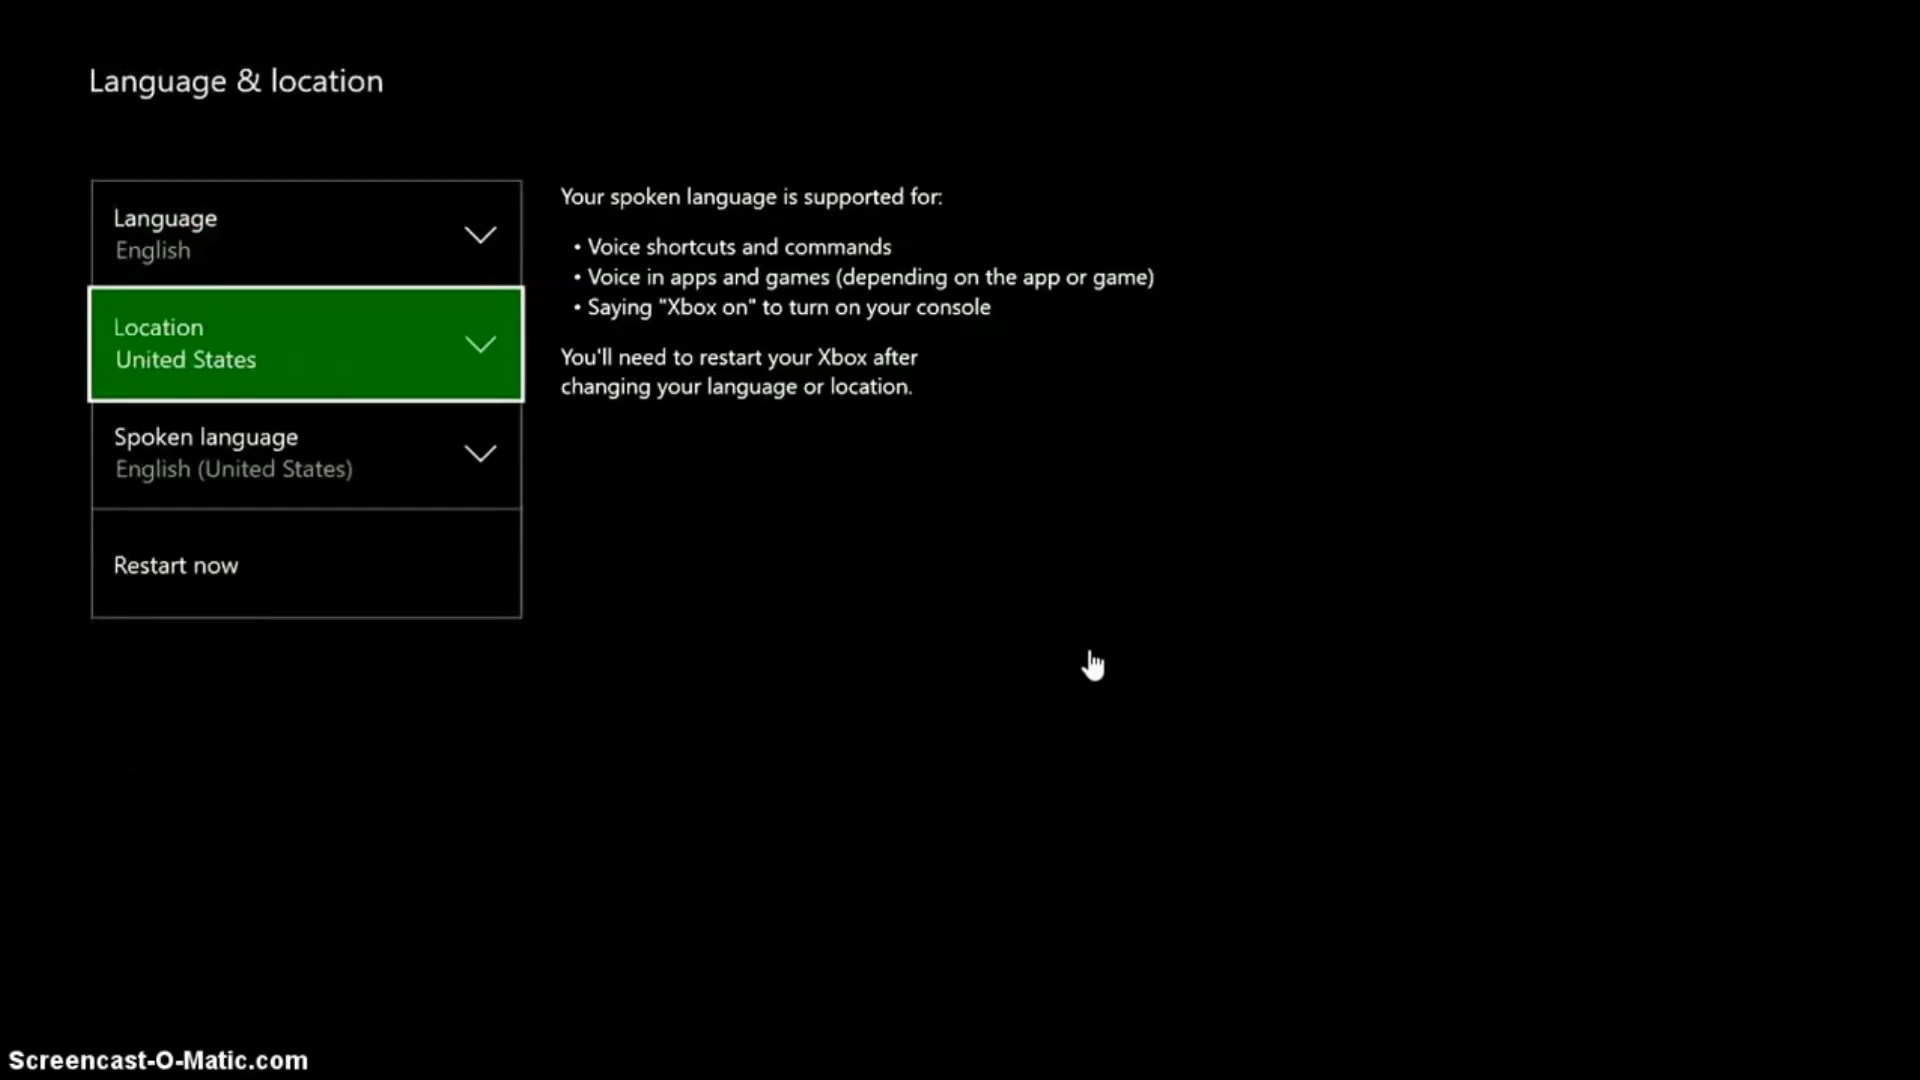 Language & location
Language
English
Location
United States
Spoken language
English (United States)
Restart now
Your spoken language is supported for:
• Voice shortcuts and commands
• Voice in apps and games (depending on the app or game)
• Saying "Xbox on" to turn on your console
You'll need to restart your Xbox after
changing your language or location.
Screencast-O-Matic.com